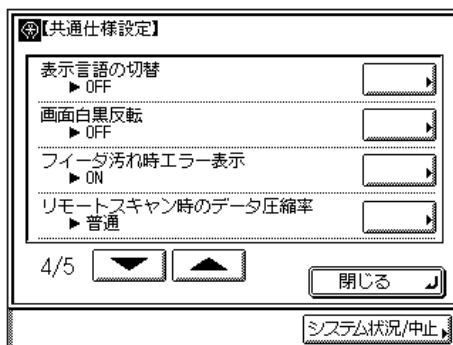 【共通仕様設定】
表示言語の切替
▶ OFF
画面白黒反転
▶ OFF
フィーダ汚れ時エラー表示
▶ ON
リモートスキャン時のデータ圧縮率
▶ 普通
4/5
閉じる
システム状況/中止